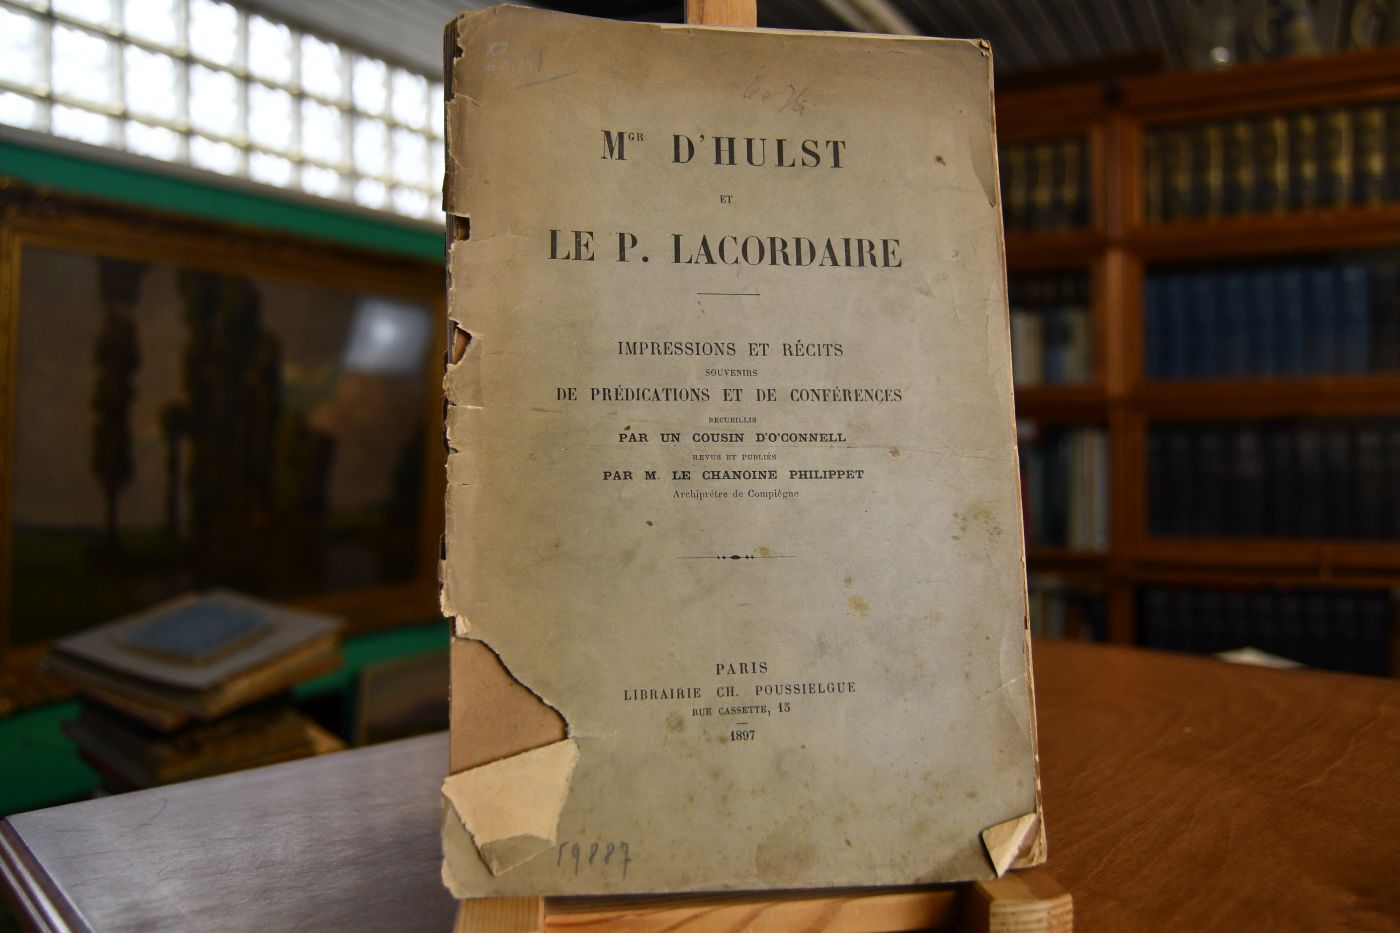 Mgr D'HULST
ET
LE P. LACORDAIRE
IMPRESSIONS ET RÉCITS
SOUVENIRS
DE PRÉDICATIONS ET DE CONFÉRENCES
RECUEILLIS
PAR UN COUSIN D'O'CONNELL
REVUS ET PUBLIÉS
PAR M. LE CHANOINE PHILIPPET
Archiprêtre de Compiègne
PARIS
LIBRAIRIE CH. POUSSIELGUE
RUE CASSETTE, 15
1897
59887